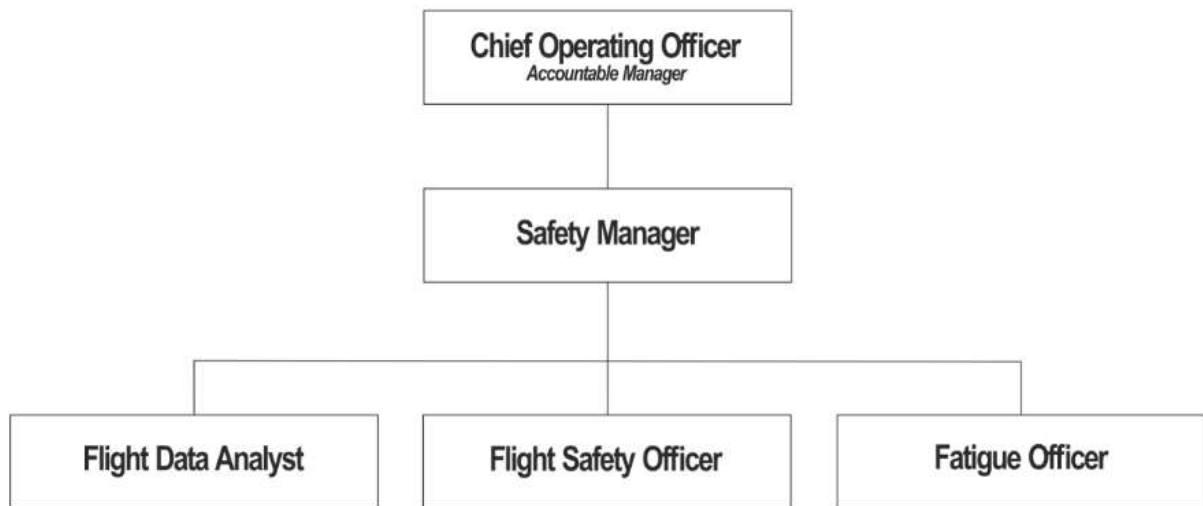 Chief Operating Officer
Accountable Manager
Safety Manager
Flight Data Analyst
Flight Safety Officer
Fatigue Officer